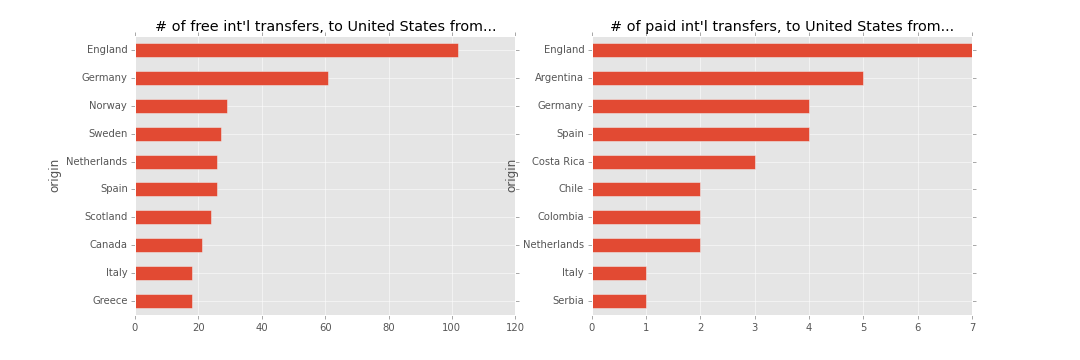 # of free int'l transfers, to United States from...
origin
England
Germany
Norway
Sweden
Netherlands
Spain
Scotland
Canada
Italy
Greece
0 20 40 60 80 100 120
# of paid int'l transfers, to United States from...
origin
England
Argentina
Germany
Spain
Costa Rica
Chile
Colombia
Netherlands
Italy
Serbia
0 1 2 3 4 5 6 7